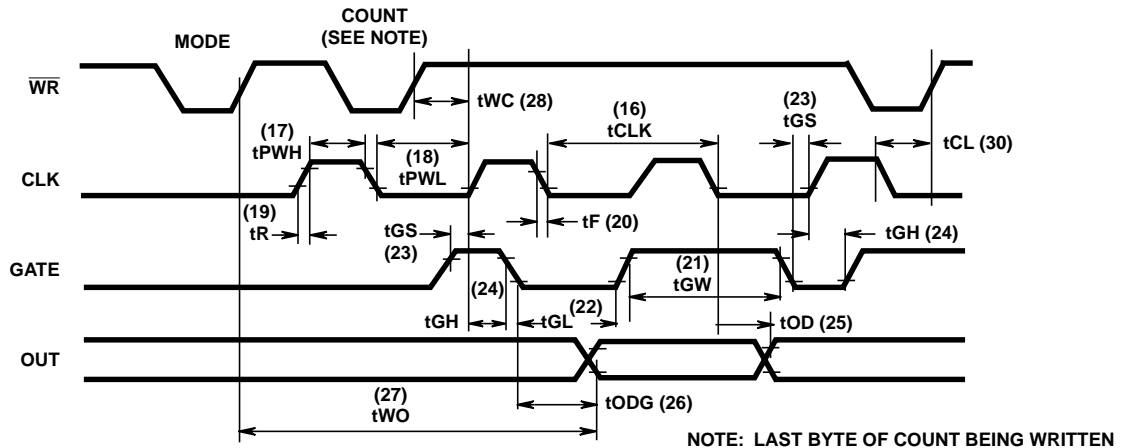 COUNT
(SEE NOTE)
MODE
WR
tWC (28)
(16)
tCLK
(23)
tGS
tCL (30)
(17)
tPWH
(18)
tPWL
CLK
(19)
tR
tGS
(23)
tF (20)
tGH (24)
GATE
(24)
tGH
(22)
tGL
(21)
tGW
tOD (25)
OUT
(27)
tWO
tODG (26)
NOTE: LAST BYTE OF COUNT BEING WRITTEN